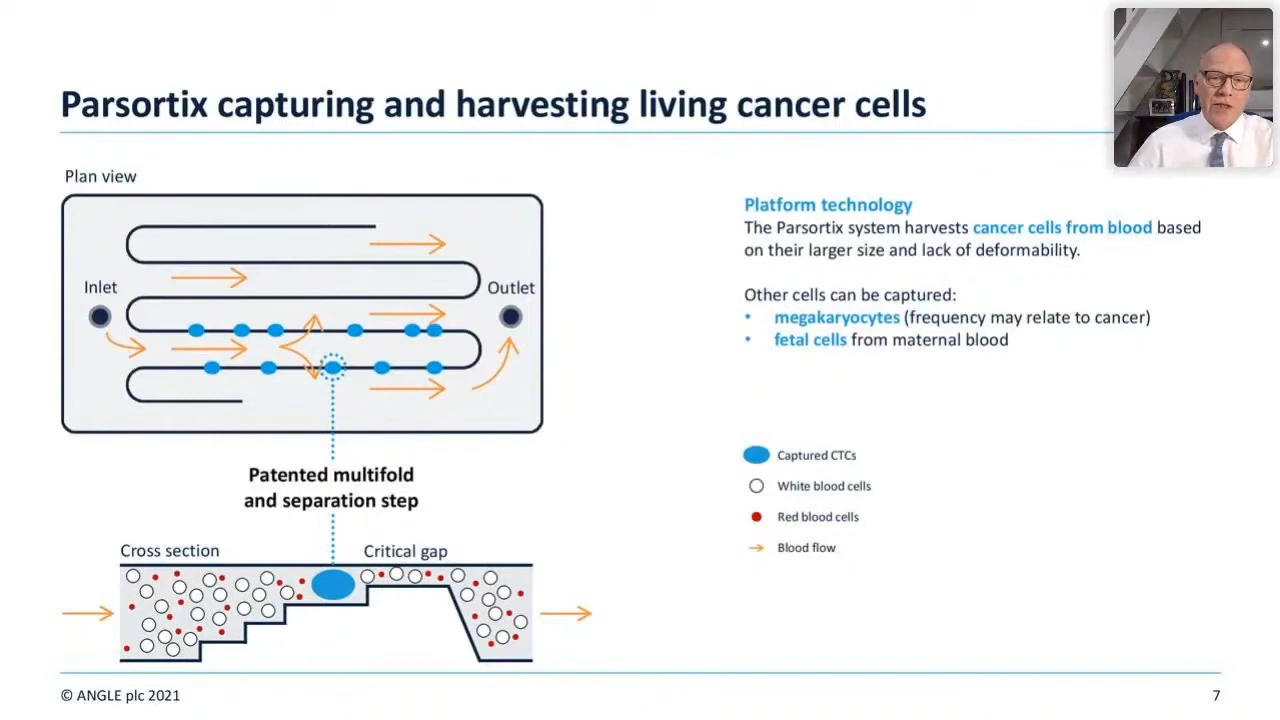 Parsortix capturing and harvesting living cancer cells
Plan view
Inlet
Outlet
Patented multifold
and separation step
Cross section
Critical gap
Platform technology
The Parsortix system harvests cancer cells from blood based
on their larger size and lack of deformability.
Other cells can be captured:
• megakaryocytes (frequency may relate to cancer)
• fetal cells from maternal blood
Captured CTCs
White blood cells
Red blood cells
Blood flow
© ANGLE plc 2021
7